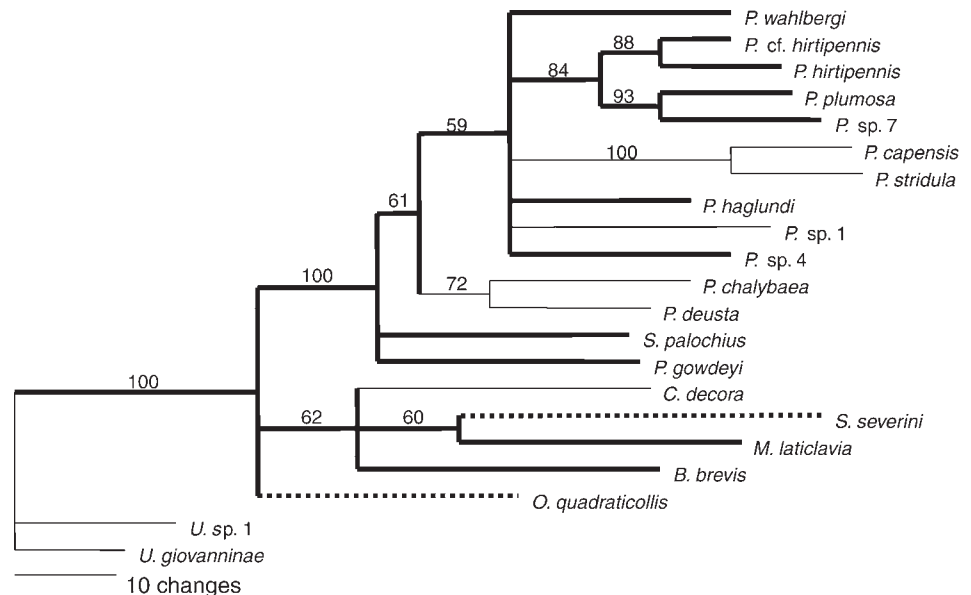 P. wahlbergi
88
P. cf. hirtipennis
84
P. hirtipennis
93
P. plumosa
59
P. sp. 7
100
P. capensis
P. stridula
61
P. haglundi
P. sp. 1
P. sp. 4
100
72
P. chalybaea
P. deusta
S. palochius
P. gowdeyi
100
C. decora
62
60
S. severini
M. laticlavia
B. brevis
O. quadraticollis
U. sp. 1
U. giovanninae
10 changes